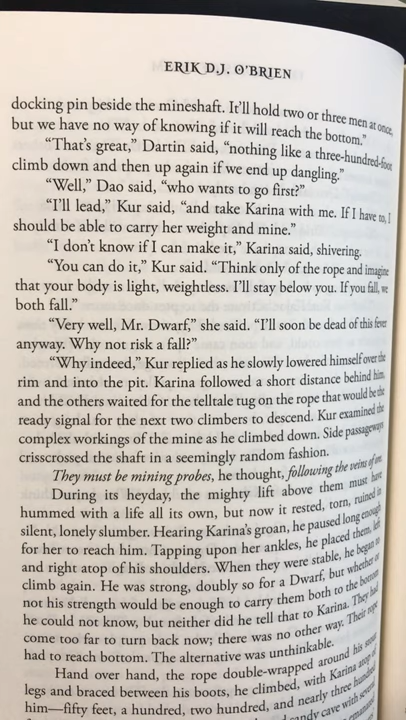 ERIK D.J. O'BRIEN
docking pin beside the mineshaft. It'll hold two or three men at once,
but we have no way of knowing if it will reach the bottom."
"That's great," Dartin said, "nothing like a three-hundred-foot
climb down and then up again if we end up dangling."
"Well," Dao said, "who wants to go first?"
"I'll lead," Kur said, "and take Karina with me. If I have to, I
should be able to carry her weight and mine."
"I don't know if I can make it," Karina said, shivering.
"You can do it," Kur said. "Think only of the rope and imagine
that your body is light, weightless. I'll stay below you. If you fall, we
both fall."
"Very well, Mr. Dwarf," she said. "I'll soon be dead of this fever
anyway. Why not risk a fall?"
"Why indeed," Kur replied as he slowly lowered himself over the
rim and into the pit. Karina followed a short distance behind him,
and the others waited for the telltale tug on the rope that would be the
ready signal for the next two climbers to descend. Kur examined the
complex workings of the mine as he climbed down. Side passageways
crisscrossed the shaft in a seemingly random fashion.
They must be mining probes, he thought, following the veins of ore.
During its heyday, the mighty lift above them must have
hummed with a life all its own, but now it rested, torn, ruined in
silent, lonely slumber. Hearing Karina's groan, he paused long enough
for her to reach him. Tapping upon her ankles, he placed them, left
and right atop of his shoulders. When they were stable, he began to
climb again. He was strong, doubly so for a Dwarf, but whether or
not his strength would be enough to carry them both to the bottom
he could not know, but neither did he tell that to Karina. They had
come too far to turn back now; there was no other way. Their rope
had to reach bottom. The alternative was unthinkable.
Hand over hand, the rope double-wrapped around his
legs and braced between his boots, he climbed, with Karina atop of
him—fifty feet, a hundred, two hundred, and nearly three hundred
sandy cave with